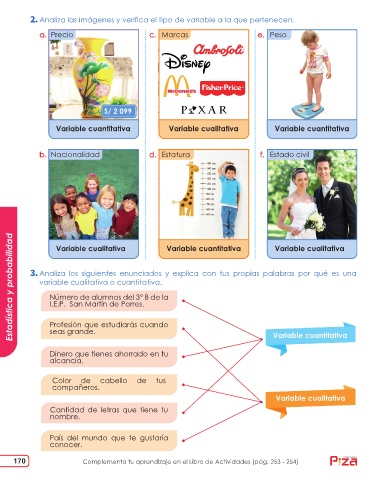 2. Analiza las imágenes y verifica el tipo de variable a la que pertenecen.
a. Precio
S/ 2 099
Variable cuantitativa
c. Marcas
Ambrosoli
Disney
McDonald's
Fisher-Price
PIXAR
Variable cualitativa
e. Peso
Variable cuantitativa
b. Nacionalidad
Variable cualitativa
d. Estatura
Variable cuantitativa
f. Estado civil
Variable cualitativa
3. Analiza los siguientes enunciados y explica con tus propias palabras por qué es una
variable cualitativa o cuantitativa.
Número de alumnos del 3° B de la
I.E.P. San Martín de Porres.
Profesión que estudiarás cuando
seas grande.
Dinero que tienes ahorrado en tu
alcancía.
Color de cabello de tus
compañeros.
Cantidad de letras que tiene tu
nombre.
País del mundo que te gustaría
conocer.
Variable cuantitativa
Variable cualitativa
Estadística y probabilidad
170
Complementa tu aprendizaje en el Libro de Actividades (pág. 253 - 254)